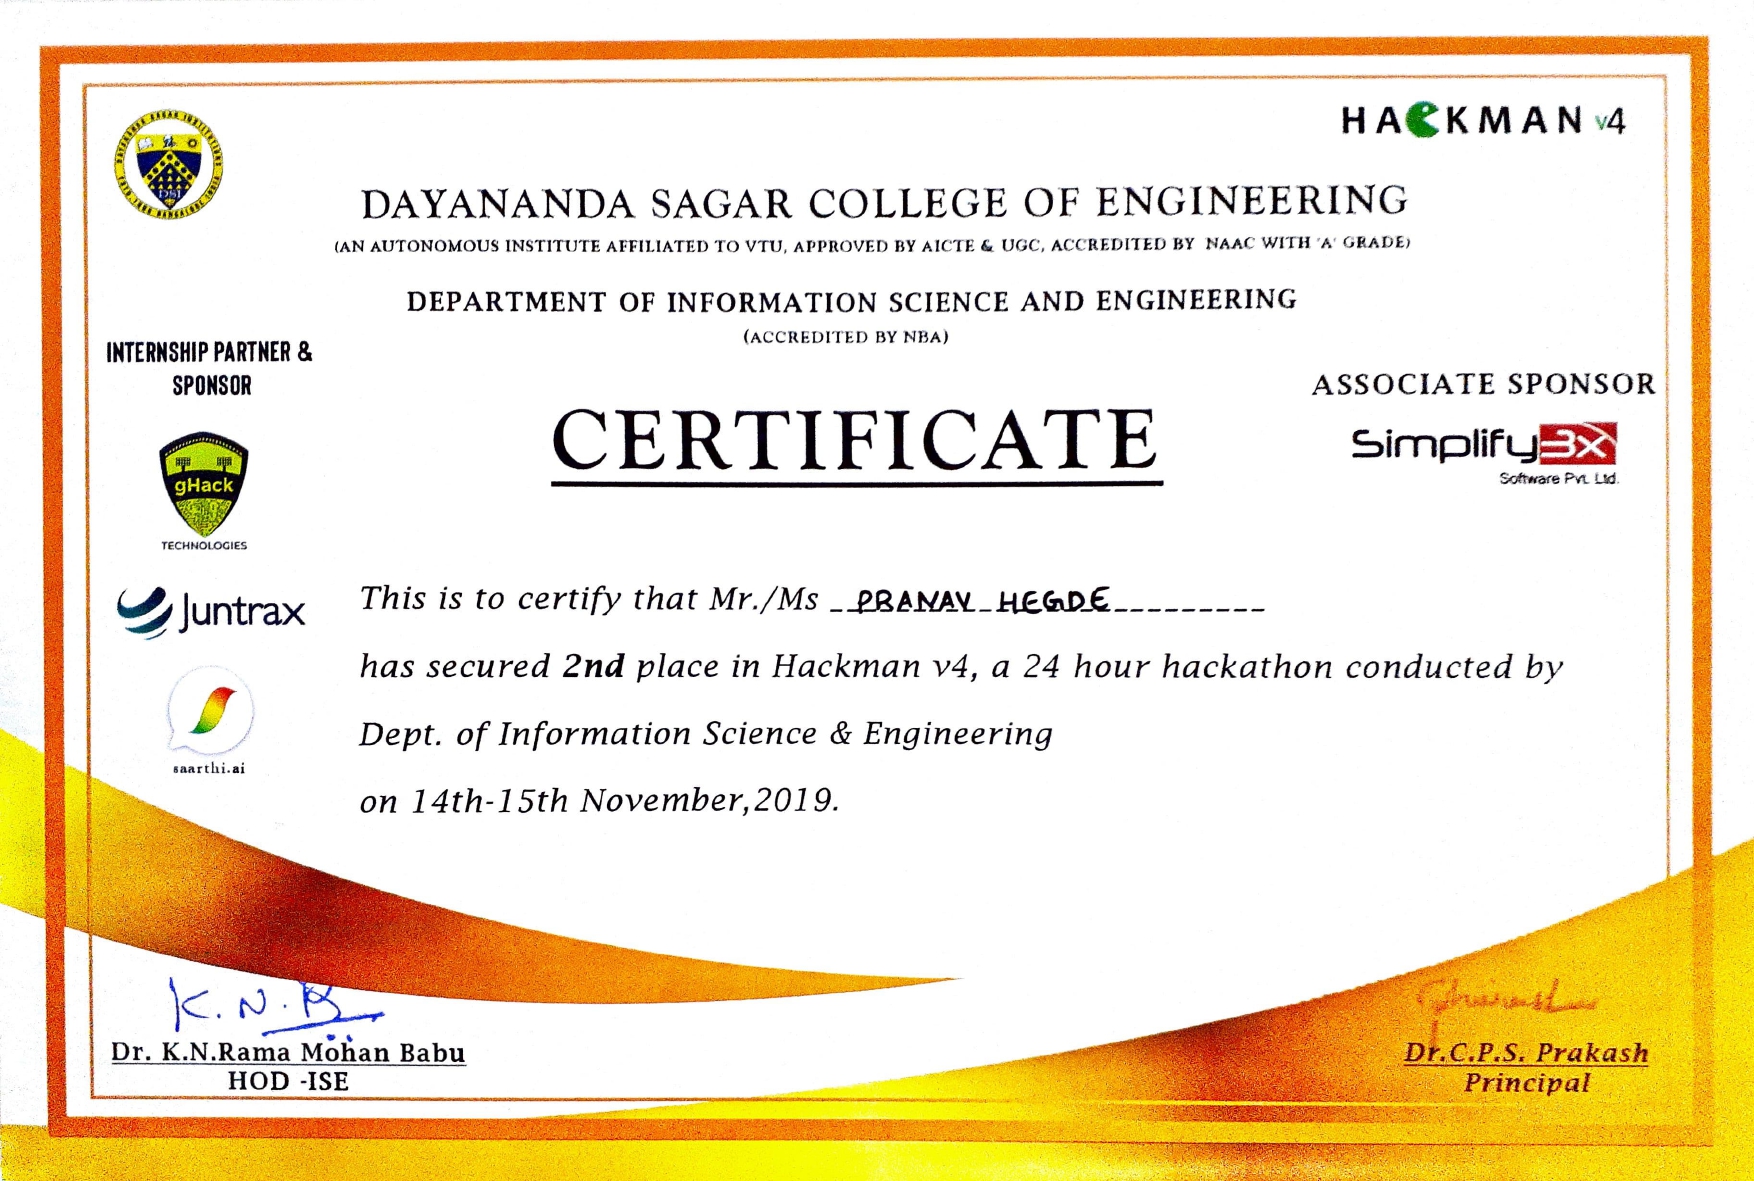 DAYANANDA SAGAR INSTITUTIONS
DSI
HACKMAN v4
DAYANANDA SAGAR COLLEGE OF ENGINEERING
(AN AUTONOMOUS INSTITUTE AFFILIATED TO VTU, APPROVED BY AICTE & UGC, ACCREDITED BY NAAC WITH 'A' GRADE)
DEPARTMENT OF INFORMATION SCIENCE AND ENGINEERING
(ACCREDITED BY NBA)
INTERNSHIP PARTNER &
SPONSOR
gHack
TECHNOLOGIES
Juntrax
saarthi.ai
ASSOCIATE SPONSOR
Simplify3x
Software Pvt. Ltd.
CERTIFICATE
This is to certify that Mr./Ms PRANAV HEGDE
has secured 2nd place in Hackman v4, a 24 hour hackathon conducted by
Dept. of Information Science & Engineering
on 14th-15th November,2019.
K.N.R
Dr. K.N.Rama Mohan Babu
HOD -ISE
Dr.C.P.S. Prakash
Principal